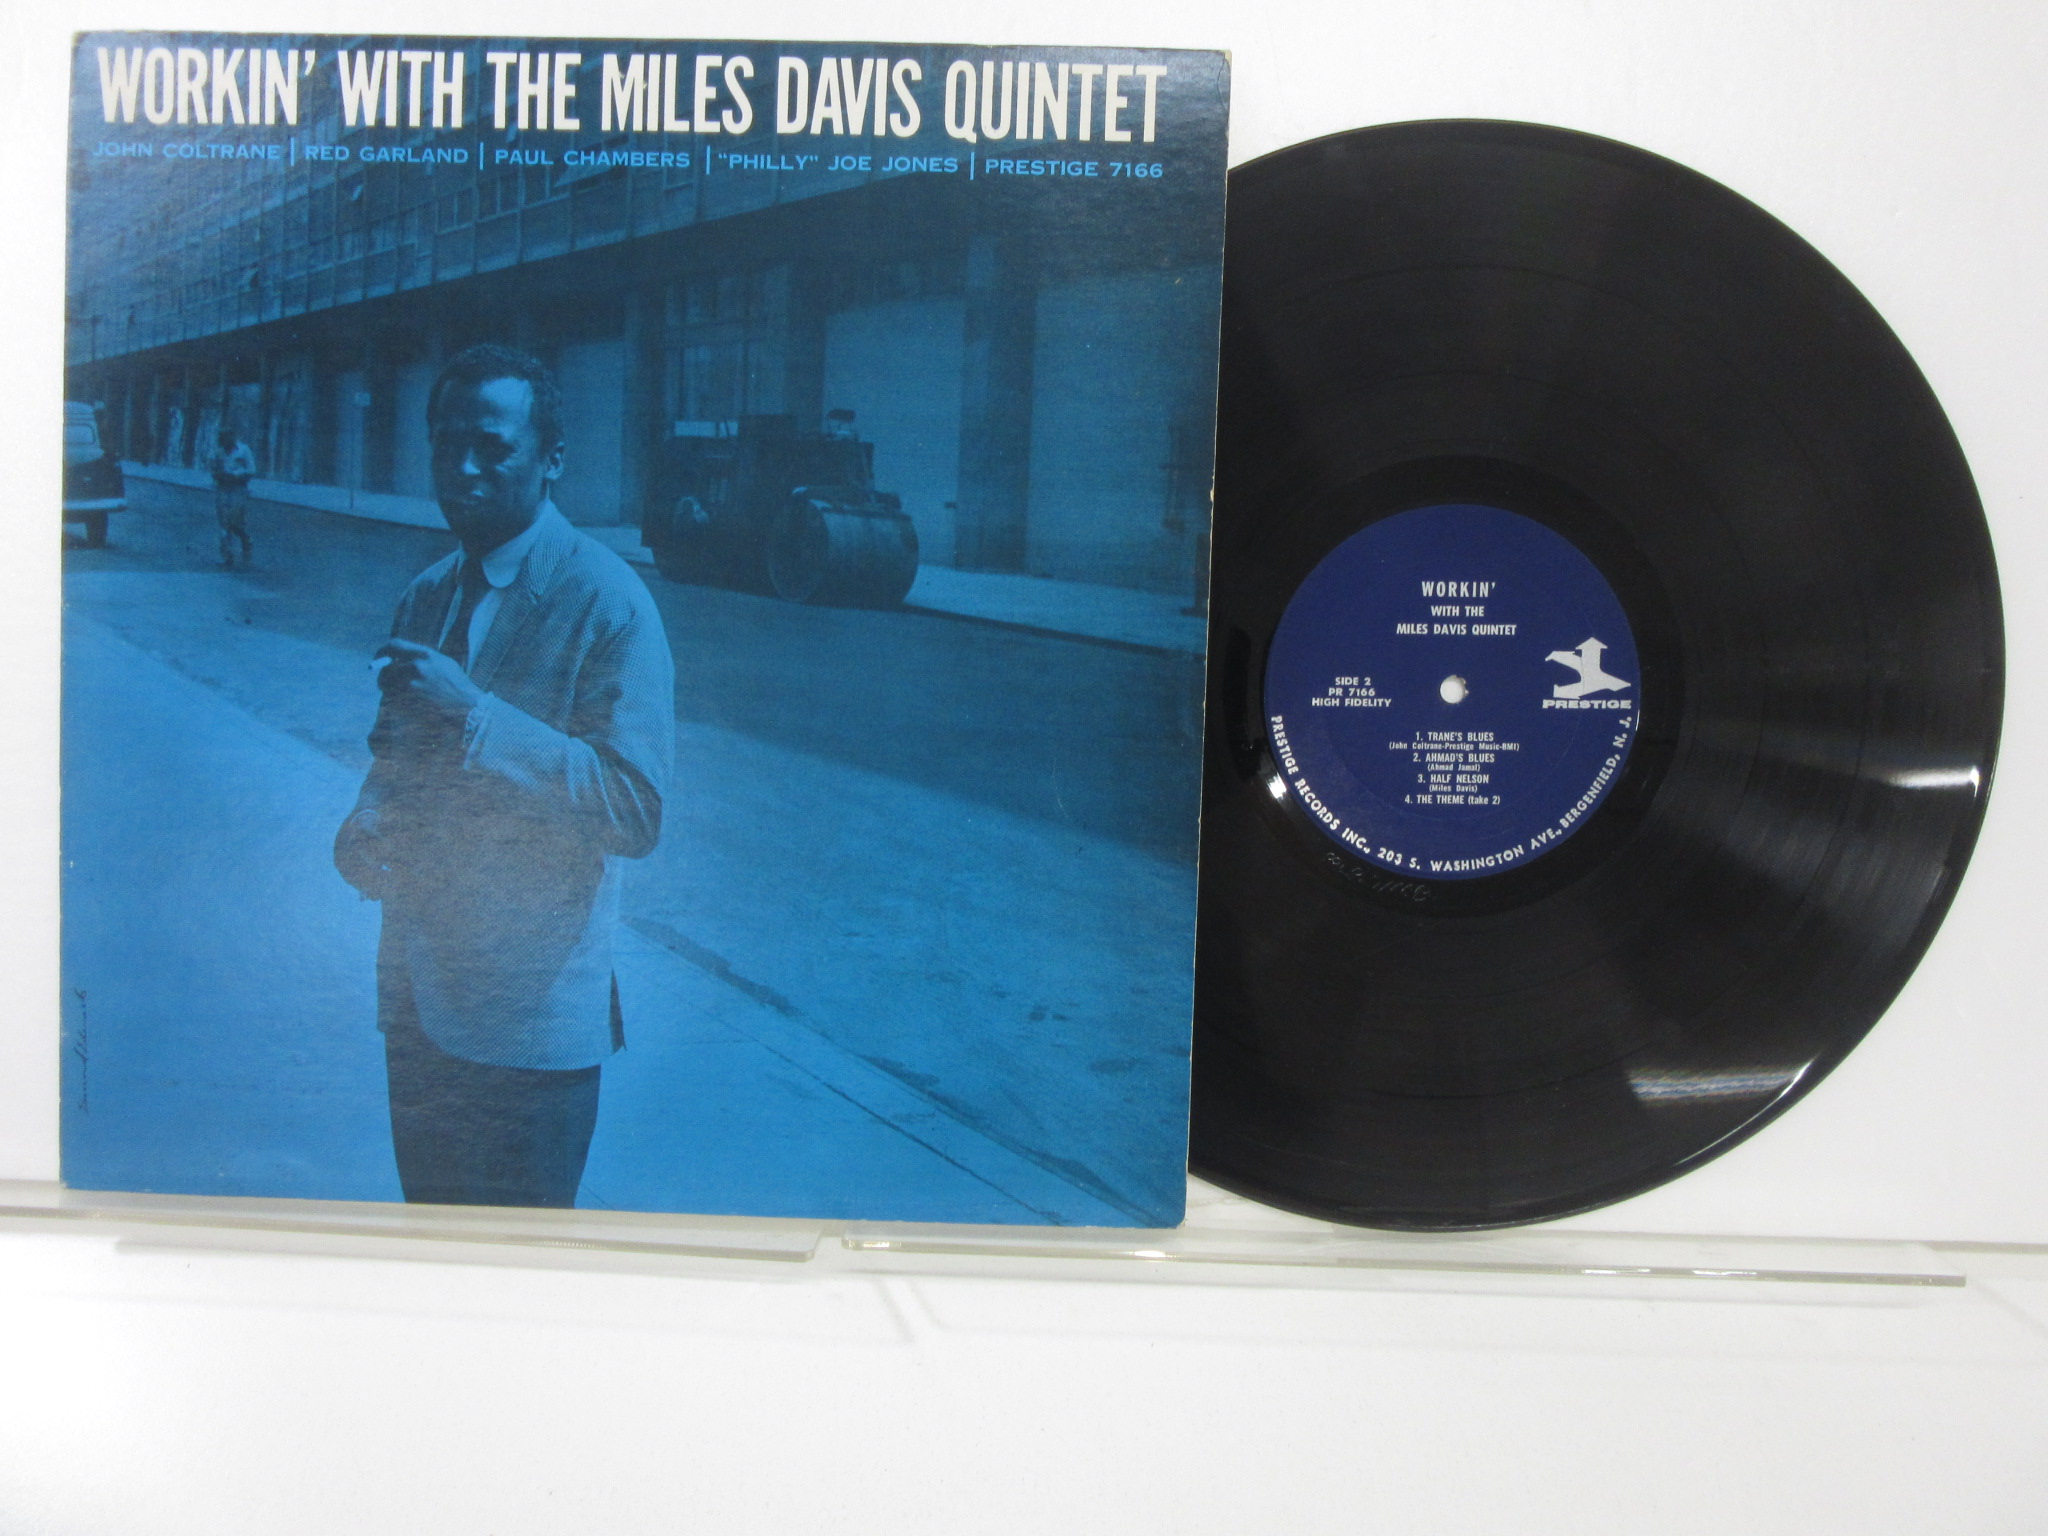 WORKIN' WITH THE MILES DAVIS QUINTET
JOHN COLTRANE | RED GARLAND | PAUL CHAMBERS | "PHILLY" JOE JONES | PRESTIGE 7166
WORKIN'
WITH THE
MILES DAVIS QUINTET
SIDE 2
PR 7166
HIGH FIDELITY
PRESTIGE
1. TRANE'S BLUES
(John Coltrane-Prestige Music-BMI)
2. AHMAD'S BLUES
(Ahmad Jamal)
3. HALF NELSON
(Miles Davis)
4. THE THEME (take 2)
PRESTIGE RECORDS INC., 203 S. WASHINGTON AVE., BERGENFIELD, N. J.